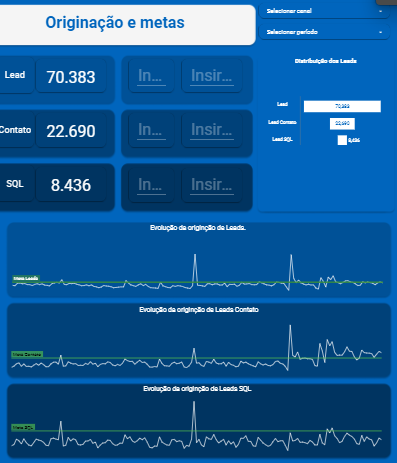 Originação e metas
Selecionar canal
Selecionar período
Lead
70.383
In...
Insir...
Contato
22.690
In...
Insir...
SQL
8.436
In...
Insir...
Distribuição dos Leads
Lead
70,383
Lead Contato
22,690
Lead SQL
8,436
Evolução da originção de Leads.
Meta Leads
Evolução da originção de Leads Contato
Meta Contato
Evolução da originção de Leads SQL
Meta SQL